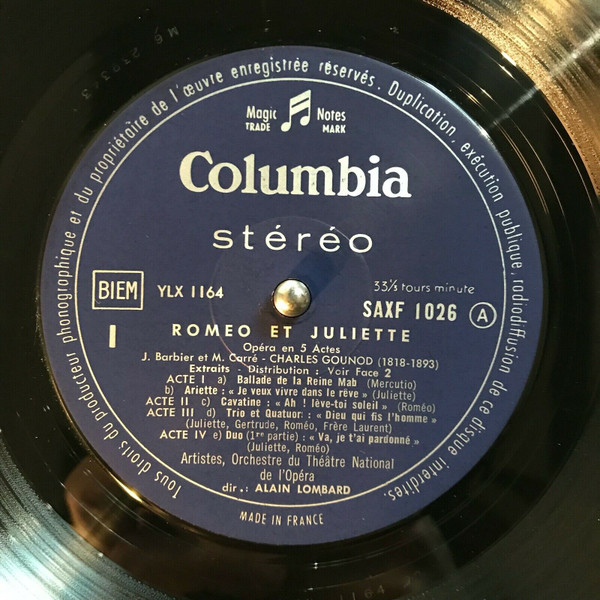 Tous droits du producteur phonographique et du propriétaire de l'œuvre enregistrée réservés. Duplication, exécution publique, radiodiffusion de ce disque interdites.
Magic Notes
TRADE MARK
Columbia
stéréo
BIEM YLX 1164
33⅓ tours minute
SAXF 1026 A
1
ROMEO ET JULIETTE
Opéra en 5 Actes
J. Barbier et M. Carré - CHARLES GOUNOD (1818-1893)
Extraits - Distribution : Voir Face 2
ACTE I a) Ballade de la Reine Mab (Mercutio)
b) Ariette : « Je veux vivre dans le rêve » (Juliette)
ACTE II c) Cavatine : « Ah ! lève-toi soleil » (Roméo)
ACTE III d) Trio et Quatuor : « Dieu qui fis l'homme »
(Juliette, Gertrude, Roméo, Frère Laurent)
ACTE IV e) Duo (1re partie) : « Va, je t'ai pardonné »
(Juliette, Roméo)
Artistes, Orchestre du Théâtre National
de l'Opéra
dir. : ALAIN LOMBARD
MADE IN FRANCE